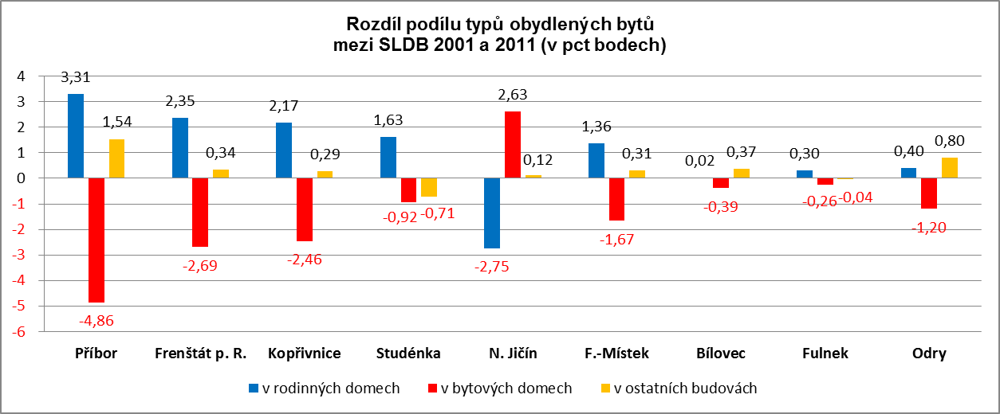 Rozdíl podílu typů obydlených bytů
mezi SLDB 2001 a 2011 (v pct bodech)
4
3
2
1
0
-1
-2
-3
-4
-5
-6
3,31
-4,86
1,54
2,35
-2,69
0,34
2,17
-2,46
0,29
1,63
-0,92
-0,71
-2,75
2,63
0,12
1,36
-1,67
0,31
0,02
-0,39
0,37
0,30
-0,26
-0,04
0,40
-1,20
0,80
Příbor
Frenštát p. R.
Kopřivnice
Studénka
N. Jičín
F.-Místek
Bílovec
Fulnek
Odry
v rodinných domech
v bytových domech
v ostatních budovách